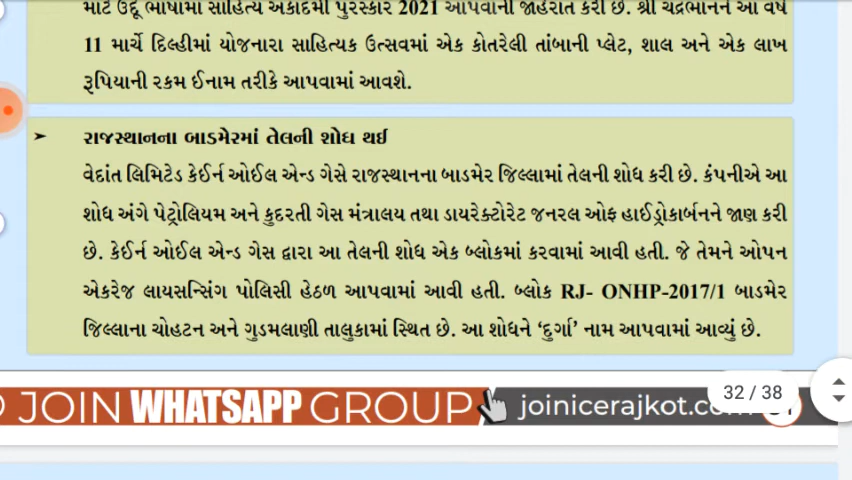 માટે ઉર્દૂ ભાષામાં સાહિત્ય અકાદમી પુરસ્કાર 2021 આપવાની જાહેરાત કરી છે. શ્રી ચંદ્રભાનને આ વર્ષે
11 માર્ચે દિલ્હીમાં યોજનારા સાહિત્યક ઉત્સવમાં એક કોતરેલી તાંબાની પ્લેટ, શાલ અને એક લાખ
રૂપિયાની રકમ ઈનામ તરીકે આપવામાં આવશે.
➤ રાજસ્થાનના બાડમેરમાં તેલની શોધ થઈ
વેદાંત લિમિટેડ કેઈર્ન ઓઈલ એન્ડ ગેસે રાજસ્થાનના બાડમેર જિલ્લામાં તેલની શોધ કરી છે. કંપનીએ આ
શોધ અંગે પેટ્રોલિયમ અને કુદરતી ગેસ મંત્રાલય તથા ડાયરેક્ટોરેટ જનરલ ઓફ હાઈડ્રોકાર્બનને જાણ કરી
છે. કેઈર્ન ઓઈલ એન્ડ ગેસ દ્વારા આ તેલની શોધ એક બ્લોકમાં કરવામાં આવી હતી. જે તેમને ઓપન
એકરેજ લાયસન્સિંગ પોલિસી હેઠળ આપવામાં આવી હતી. બ્લોક RJ- ONHP-2017/1 બાડમેર
જિલ્લાના ચોહટન અને ગુડમલાણી તાલુકામાં સ્થિત છે. આ શોધને ‘દુર્ગા’ નામ આપવામાં આવ્યું છે.
JOIN WHATSAPP GROUP joinicerajkot.co
32 / 38